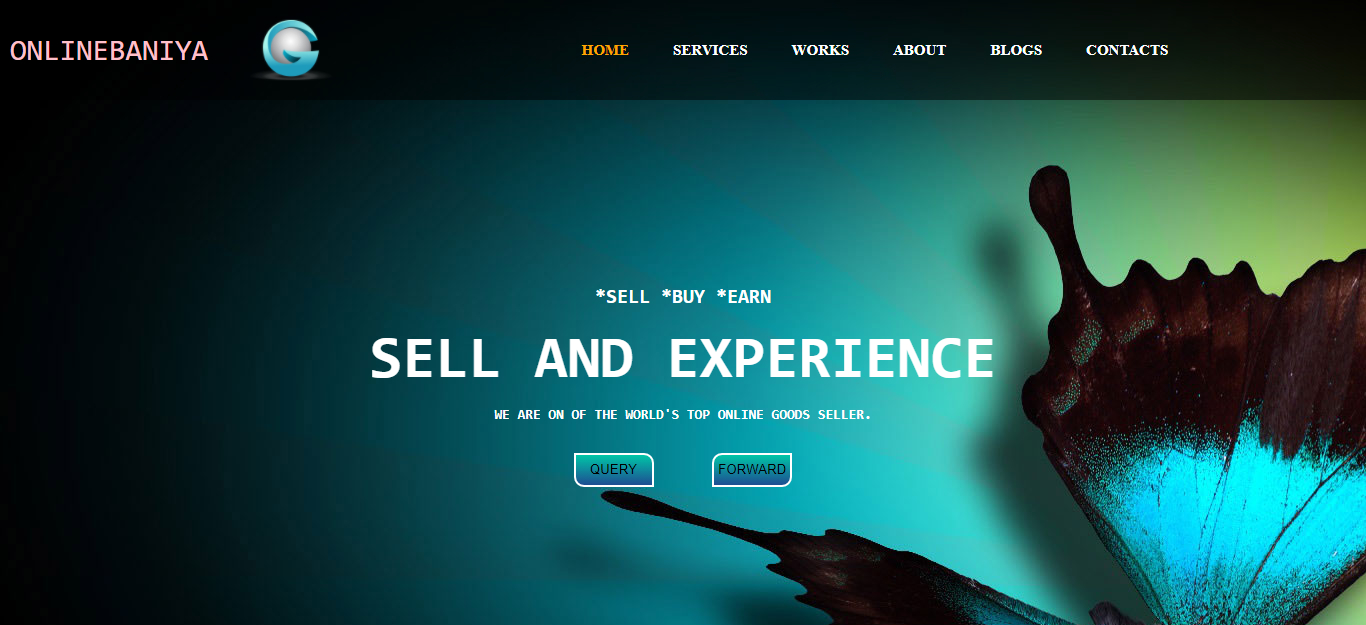 ONLINEBANIYA
HOME SERVICES WORKS ABOUT BLOGS CONTACTS
*SELL *BUY *EARN
SELL AND EXPERIENCE
WE ARE ON OF THE WORLD'S TOP ONLINE GOODS SELLER.
QUERY FORWARD